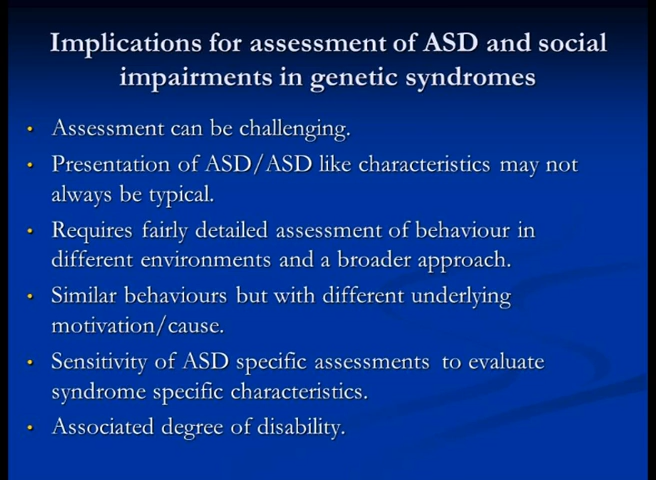 Implications for assessment of ASD and social
impairments in genetic syndromes
• Assessment can be challenging.
• Presentation of ASD/ASD like characteristics may not
always be typical.
• Requires fairly detailed assessment of behaviour in
different environments and a broader approach.
• Similar behaviours but with different underlying
motivation/cause.
• Sensitivity of ASD specific assessments to evaluate
syndrome specific characteristics.
• Associated degree of disability.